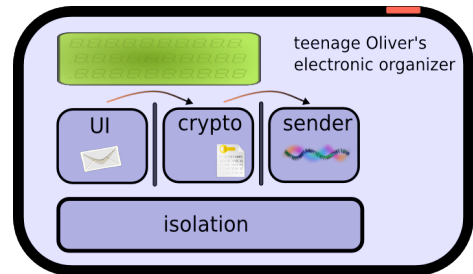 teenage Oliver's
electronic organizer
UI
crypto
sender
isolation